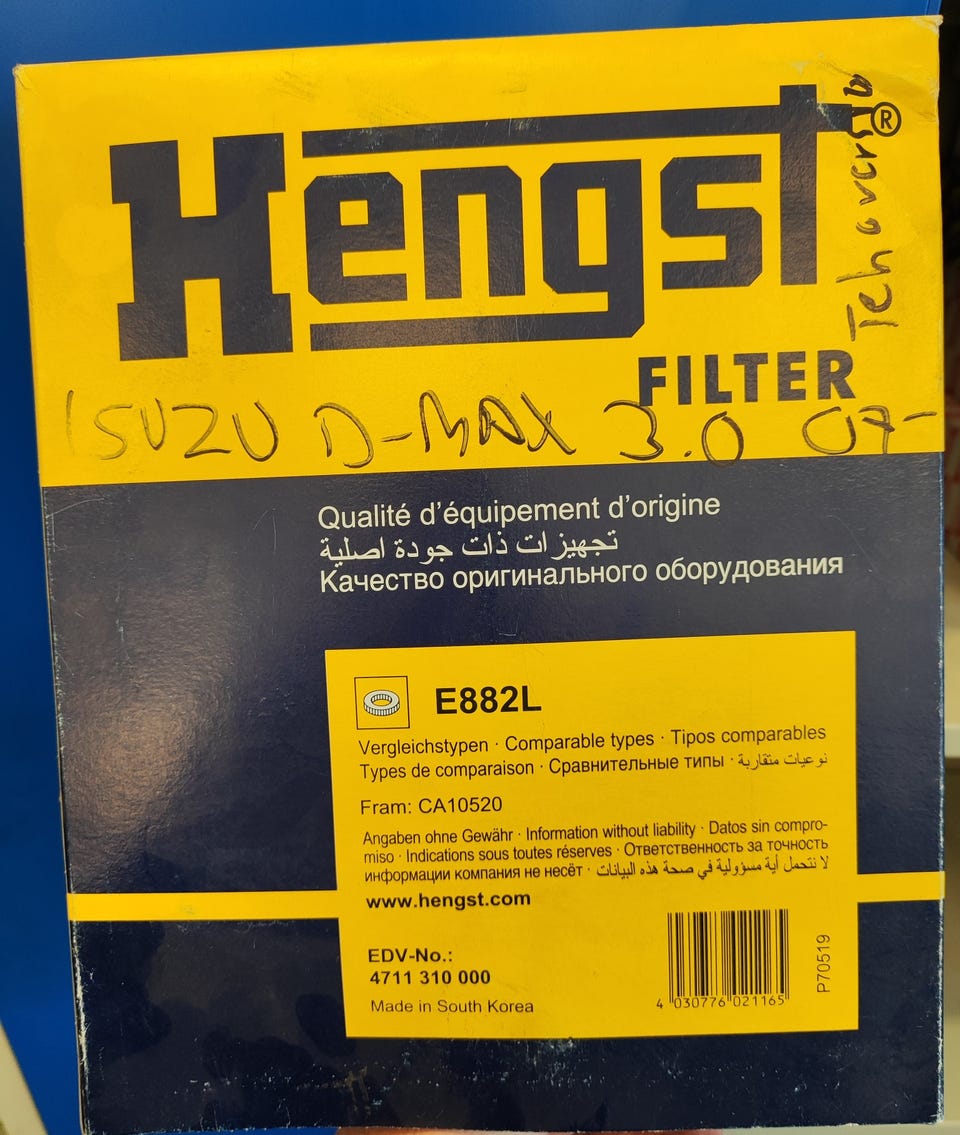 Hengst®
FILTER
ISUZU D-MAX 3.0 07-
Qualité d'équipement d'origine
تجهيزات ذات جودة اصلية
Качество оригинального оборудования
E882L
Vergleichstypen · Comparable types · Tipos comparables
Types de comparaison · Сравнительные типы · نوعيات متقاربة
Fram: CA10520
Angaben ohne Gewähr · Information without liability · Datos sin compro-
miso · Indications sous toutes réserves · Ответственность за точность
информации компания не несёт · لا نتحمل أية مسؤولية في صحة هذه البيانات
www.hengst.com
EDV-No.:
4711 310 000
Made in South Korea
4 030776 021165
P70519